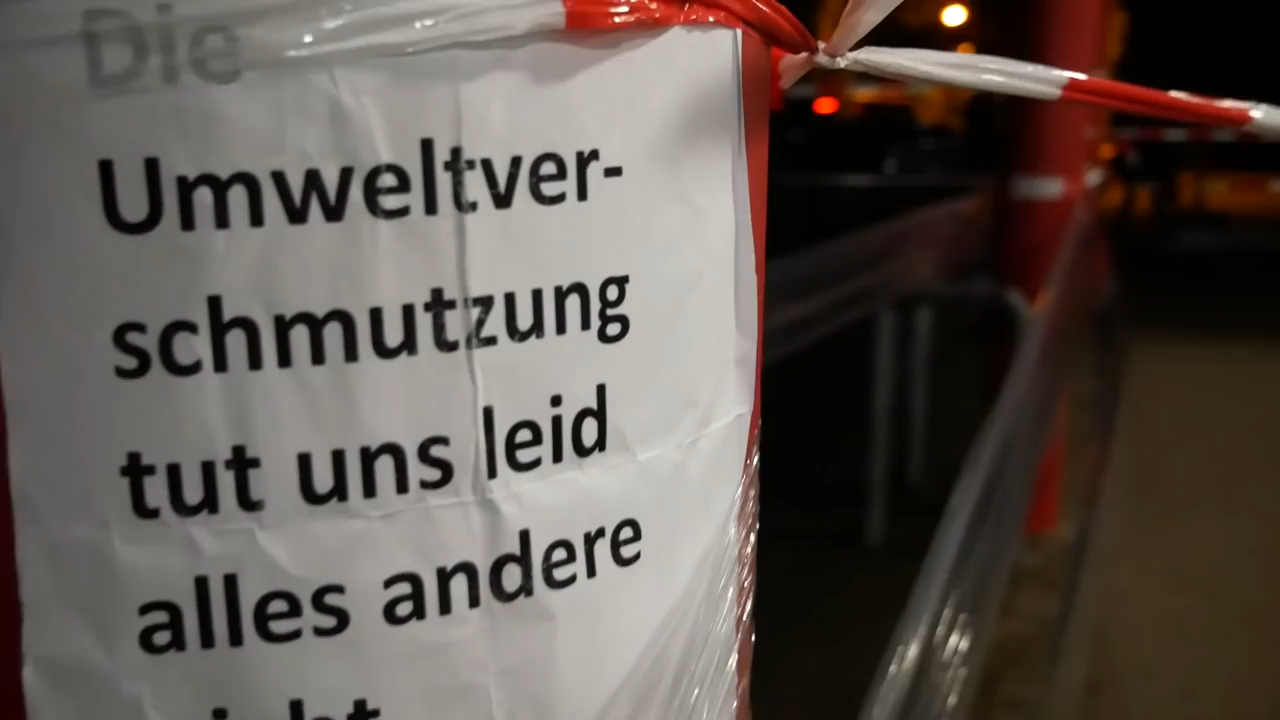 Die
Umweltver-
schmutzung
tut uns leid
alles andere